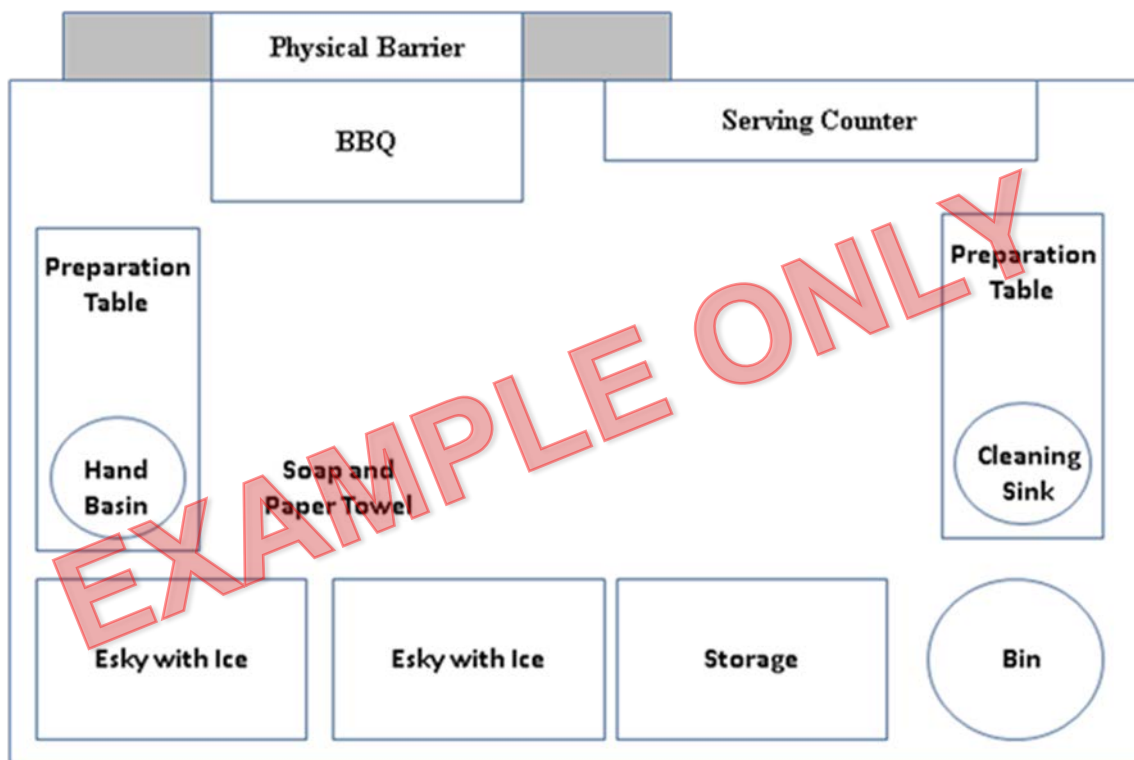 Physical Barrier
BBQ
Serving Counter
Preparation
Table
Preparation
Table
Hand
Basin
Soap and
Paper Towel
Cleaning
Sink
Esky with Ice
Esky with Ice
Storage
Bin
EXAMPLE ONLY